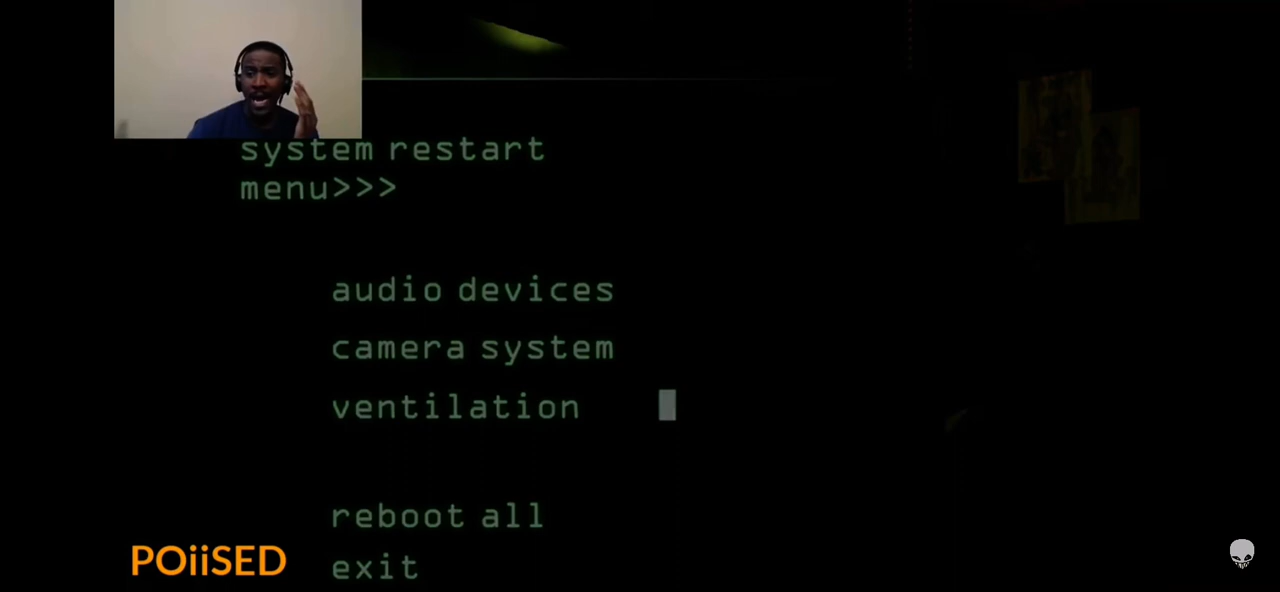 system restart
menu>>>
audio devices
camera system
ventilation
reboot all
exit
POiiSED